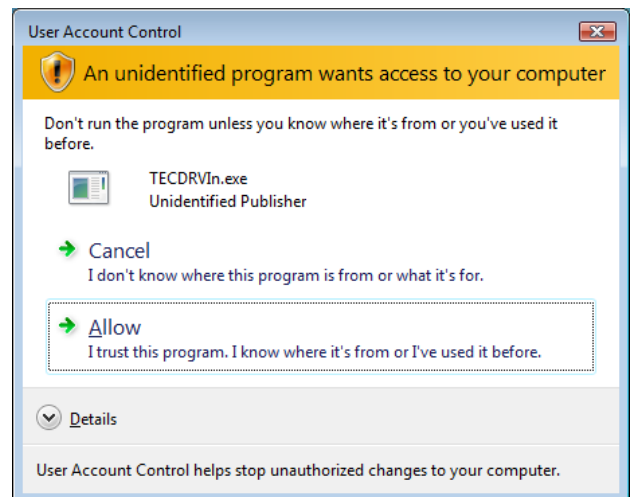 User Account Control
An unidentified program wants access to your computer
Don't run the program unless you know where it's from or you've used it
before.
TECDRVIn.exe
Unidentified Publisher
Cancel
I don't know where this program is from or what it's for.
Allow
I trust this program. I know where it's from or I've used it before.
Details
User Account Control helps stop unauthorized changes to your computer.